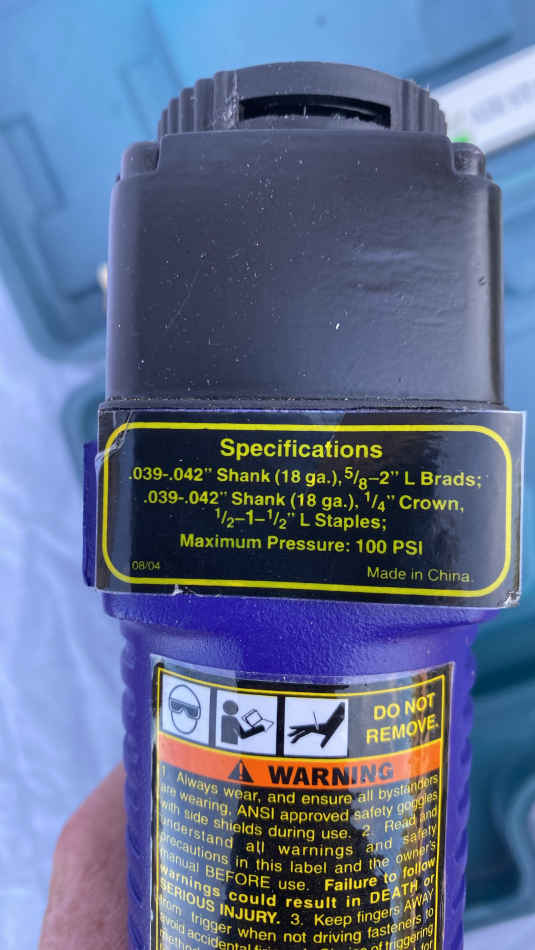 Specifications
.039-.042" Shank (18 ga.), 5/8–2" L Brads;
.039-.042" Shank (18 ga.), 1/4" Crown,
1/2–1–1/2" L Staples;
Maximum Pressure: 100 PSI
08/04 Made in China.
DO NOT
REMOVE.
WARNING
1. Always wear, and ensure all bystanders
are wearing, ANSI approved safety goggles
with side shields during use. 2. Read and
understand all warnings and safety
precautions in this label and the owner's
manual BEFORE use. Failure to follow
warnings could result in DEATH or
SERIOUS INJURY. 3. Keep fingers AWAY
from trigger when not driving fasteners to
avoid accidental of triggering